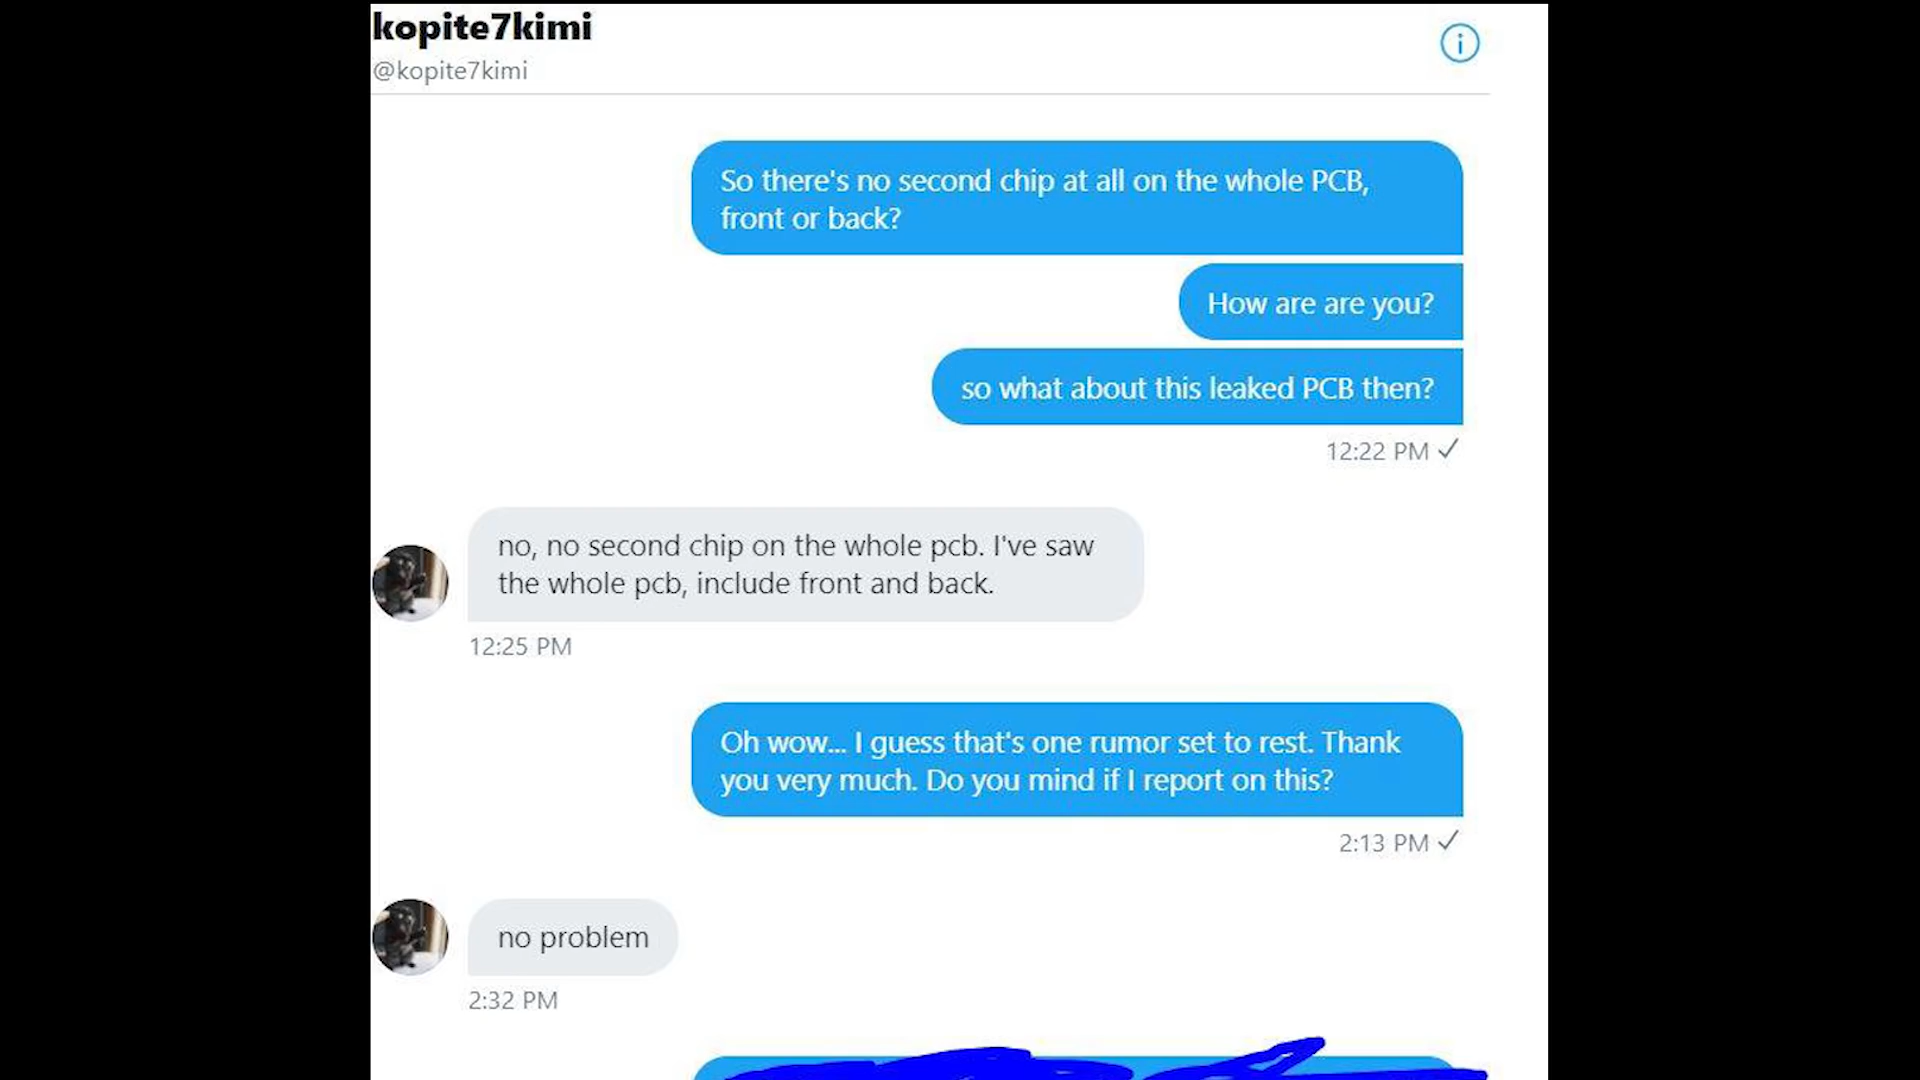 kopite7kimi
@kopite7kimi
So there's no second chip at all on the whole PCB,
front or back?
How are are you?
so what about this leaked PCB then?
12:22 PM ✓
no, no second chip on the whole pcb. I've saw
the whole pcb, include front and back.
12:25 PM
Oh wow... I guess that's one rumor set to rest. Thank
you very much. Do you mind if I report on this?
2:13 PM ✓
no problem
2:32 PM